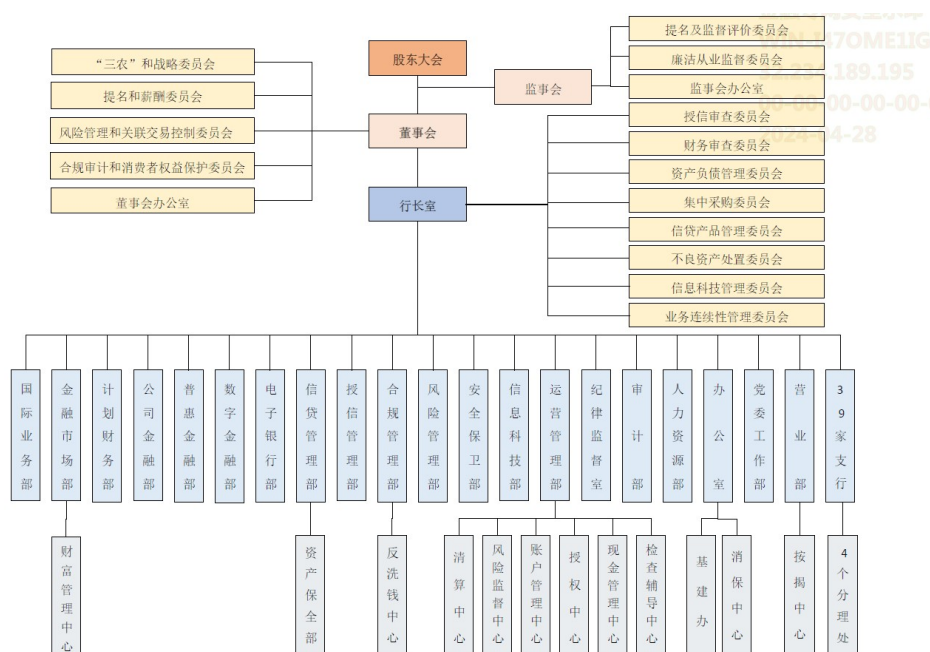 WIN-I47OME1IG
189.195
00-00-00-00-00-
2024-04-28
股东大会
监事会
董事会
行长室
“三农”和战略委员会
提名和薪酬委员会
风险管理和关联交易控制委员会
合规审计和消费者权益保护委员会
董事会办公室
提名及监督评价委员会
廉洁从业监督委员会
监事会办公室
授信审查委员会
财务审查委员会
资产负债管理委员会
集中采购委员会
信贷产品管理委员会
不良资产处置委员会
信息科技管理委员会
业务连续性管理委员会
国际业务部
金融市场部
计划财务部
公司金融部
普惠金融部
数字金融部
电子银行部
信贷管理部
授信管理部
合规管理部
风险管理部
安全保卫部
信息科技部
运营管理部
纪律监督室
审计部
人力资源部
办公室
党委工作部
营业部
39家支行
财富管理中心
资产保全部
反洗钱中心
清算中心
风险监督中心
账户管理中心
授权中心
现金管理中心
检查辅导中心
基建办
消保中心
按揭中心
4个分理处